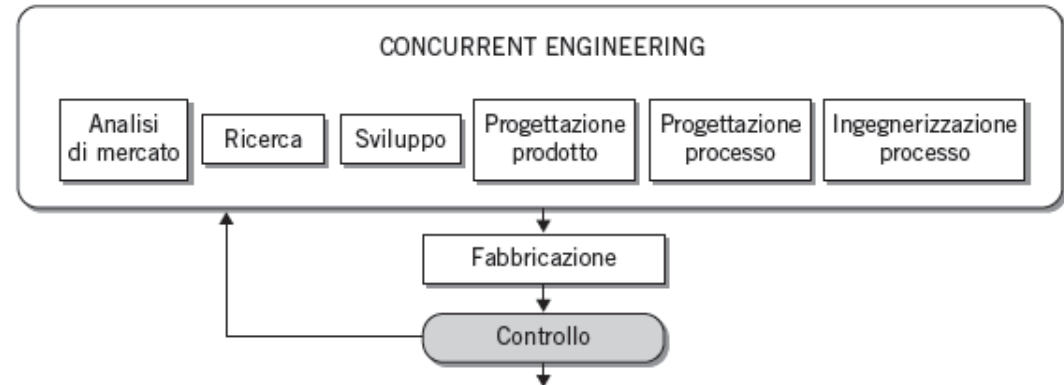 CONCURRENT ENGINEERING
Analisi
di mercato
Ricerca
Sviluppo
Progettazione
prodotto
Progettazione
processo
Ingegnerizzazione
processo
Fabbricazione
Controllo